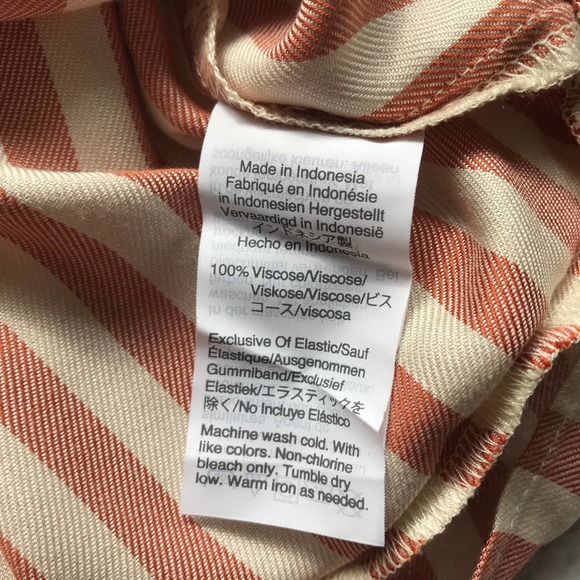 Made in Indonesia
Fabriqué en Indonésie
in Indonesien Hergestellt
Vervaardigd in Indonesië
インドネシア製
Hecho en Indonesia
100% Viscose/Viscose/
Viskose/Viscose/ビス
コース/viscosa
Exclusive Of Elastic/Sauf
Élastique/Ausgenommen
Gummiband/Exclusief
Elastiek/エラスティックを
除く/No Incluye Elástico
Machine wash cold. With
like colors. Non-chlorine
bleach only. Tumble dry
low. Warm iron as needed.